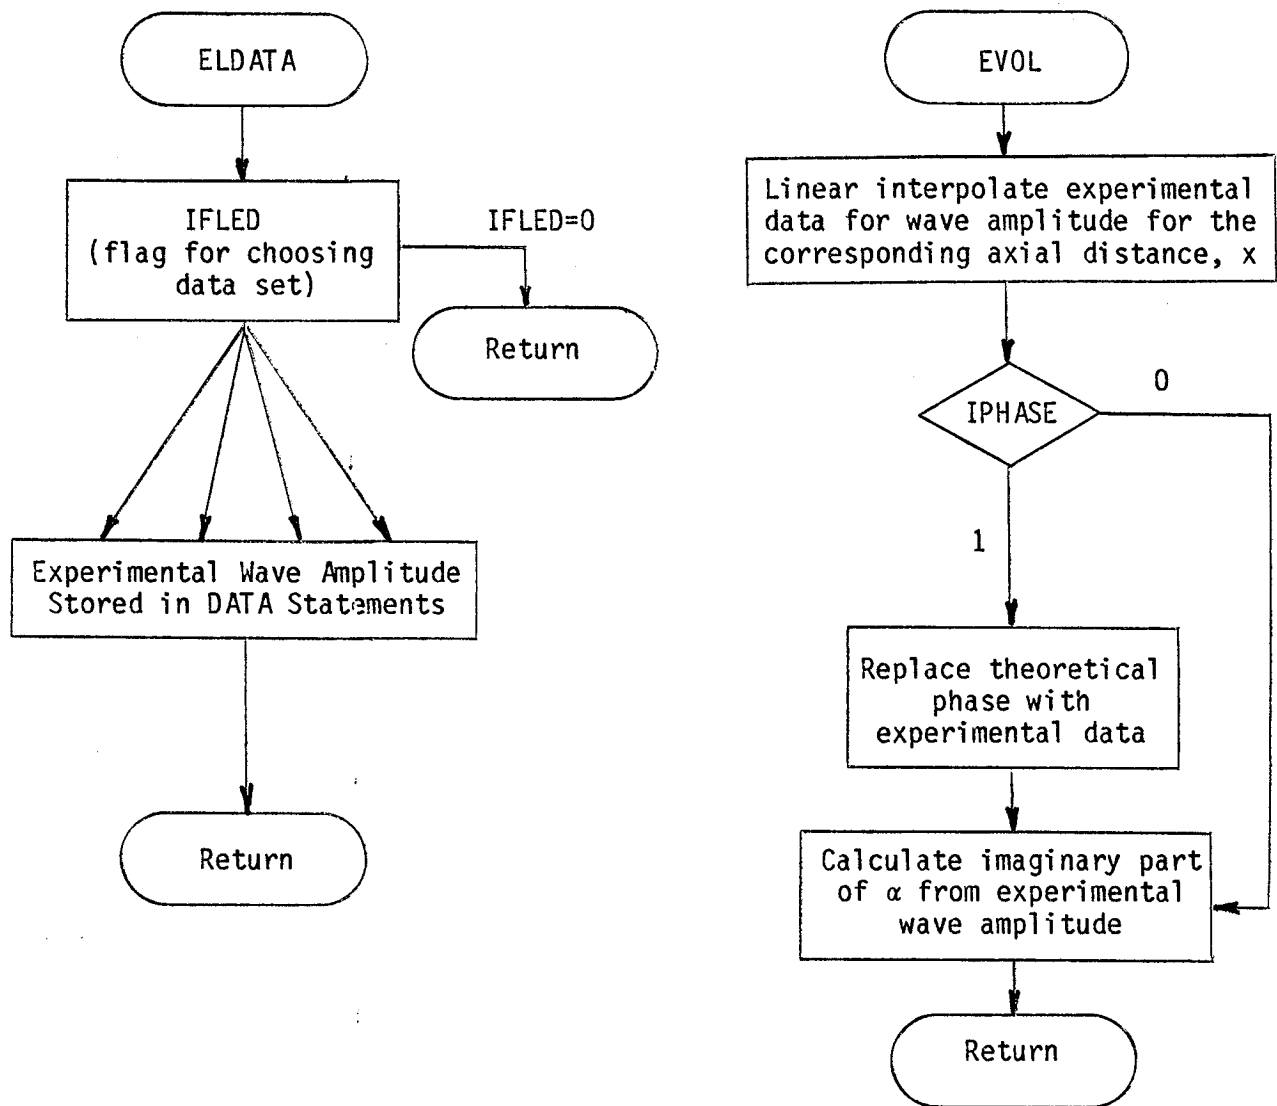 ELDATA
IFLED
(flag for choosing
data set)
IFLED=0
Return
Experimental Wave Amplitude
Stored in DATA Statements
Return
EVOL
Linear interpolate experimental
data for wave amplitude for the
corresponding axial distance, x
IPHASE
0
1
Replace theoretical
phase with
experimental data
Calculate imaginary part
of α from experimental
wave amplitude
Return